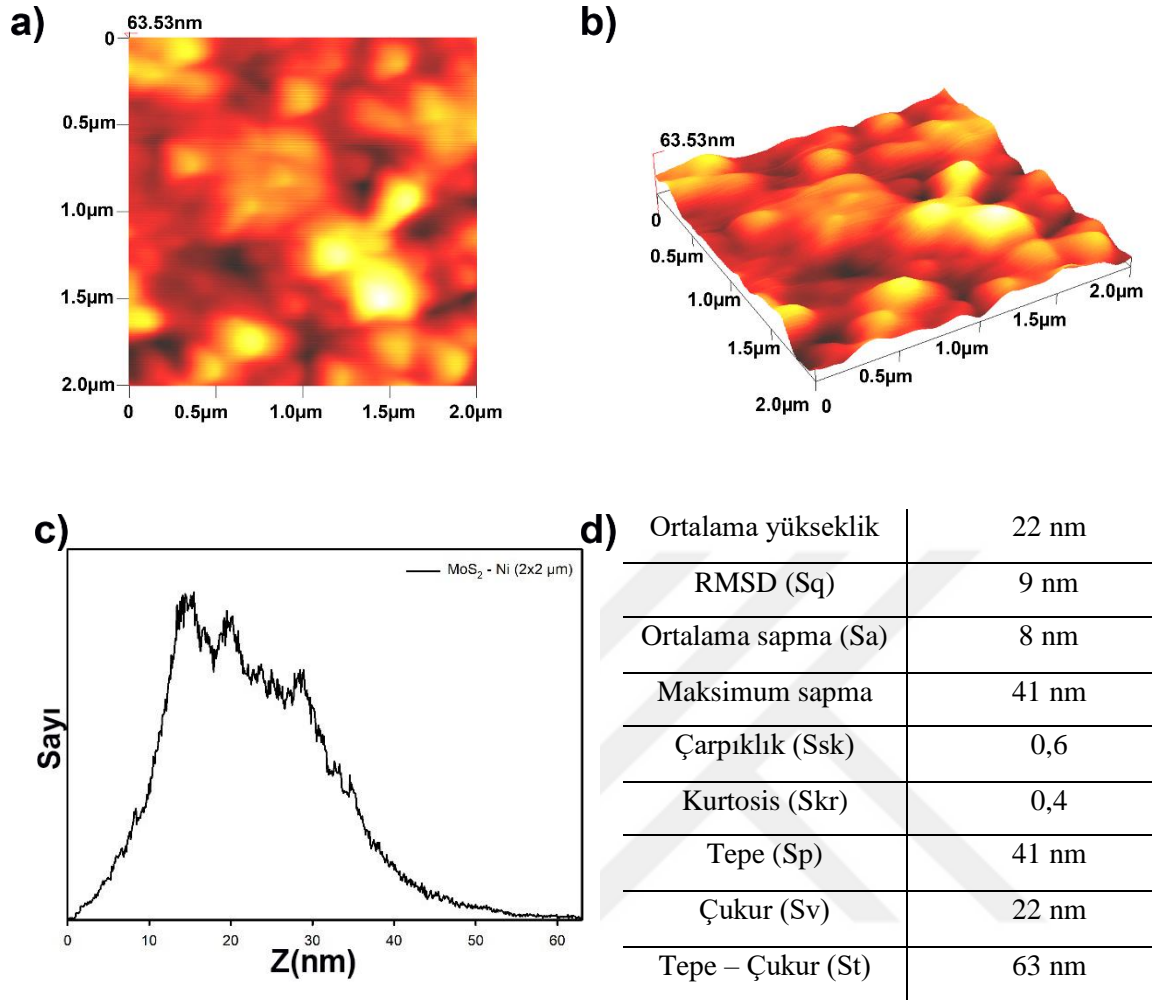 a)
63.53nm
0
0.5µm
1.0µm
1.5µm
2.0µm
0 0.5µm 1.0µm 1.5µm 2.0µm
b)
63.53nm
0
0.5µm
1.0µm
1.5µm
2.0µm
0
0.5µm
1.0µm
1.5µm
2.0µm
c)
MoS₂ - Ni (2x2 µm)
Sayı
0 10 20 30 40 50 60
Z(nm)
d)
Ortalama yükseklik 22 nm
RMSD (Sq) 9 nm
Ortalama sapma (Sa) 8 nm
Maksimum sapma 41 nm
Çarpıklık (Ssk) 0,6
Kurtosis (Skr) 0,4
Tepe (Sp) 41 nm
Çukur (Sv) 22 nm
Tepe – Çukur (St) 63 nm